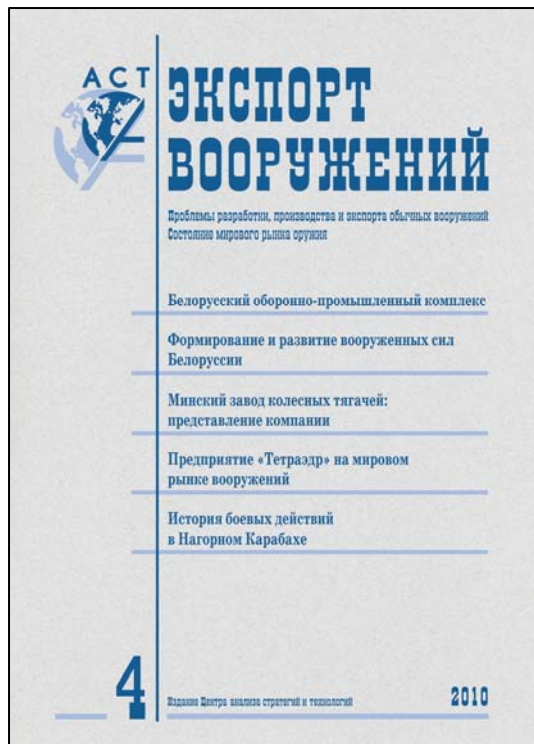 АСТ
ЭКСПОРТ
ВООРУЖЕНИЙ
Проблемы разработки, производства и экспорта обычных вооружений
Состояние мирового рынка оружия
Белорусский оборонно-промышленный комплекс
Формирование и развитие вооруженных сил
Белоруссии
Минский завод колесных тягачей:
представление компании
Предприятие «Тетраэдр» на мировом
рынке вооружений
История боевых действий
в Нагорном Карабахе
4
Издание Центра анализа стратегий и технологий
2010